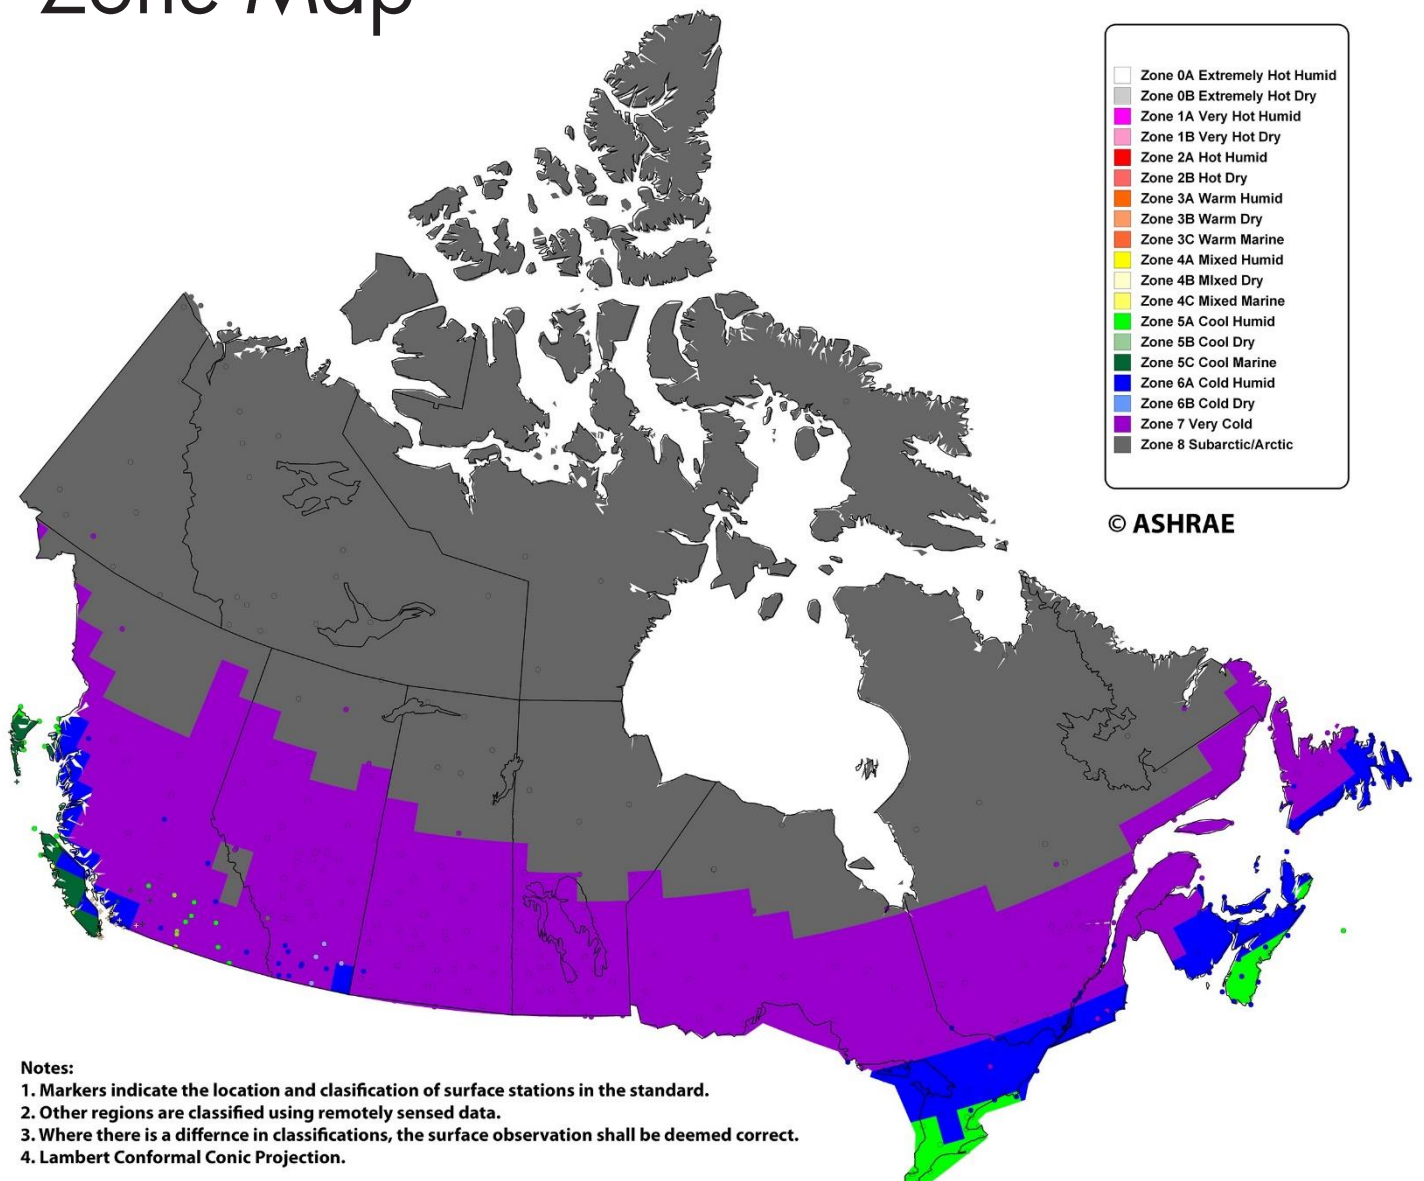 Zone Map
Zone 0A Extremely Hot Humid
Zone 0B Extremely Hot Dry
Zone 1A Very Hot Humid
Zone 1B Very Hot Dry
Zone 2A Hot Humid
Zone 2B Hot Dry
Zone 3A Warm Humid
Zone 3B Warm Dry
Zone 3C Warm Marine
Zone 4A Mixed Humid
Zone 4B MIxed Dry
Zone 4C Mixed Marine
Zone 5A Cool Humid
Zone 5B Cool Dry
Zone 5C Cool Marine
Zone 6A Cold Humid
Zone 6B Cold Dry
Zone 7 Very Cold
Zone 8 Subarctic/Arctic
© ASHRAE
Notes:
1. Markers indicate the location and clasification of surface stations in the standard.
2. Other regions are classified using remotely sensed data.
3. Where there is a differnce in classifications, the surface observation shall be deemed correct.
4. Lambert Conformal Conic Projection.